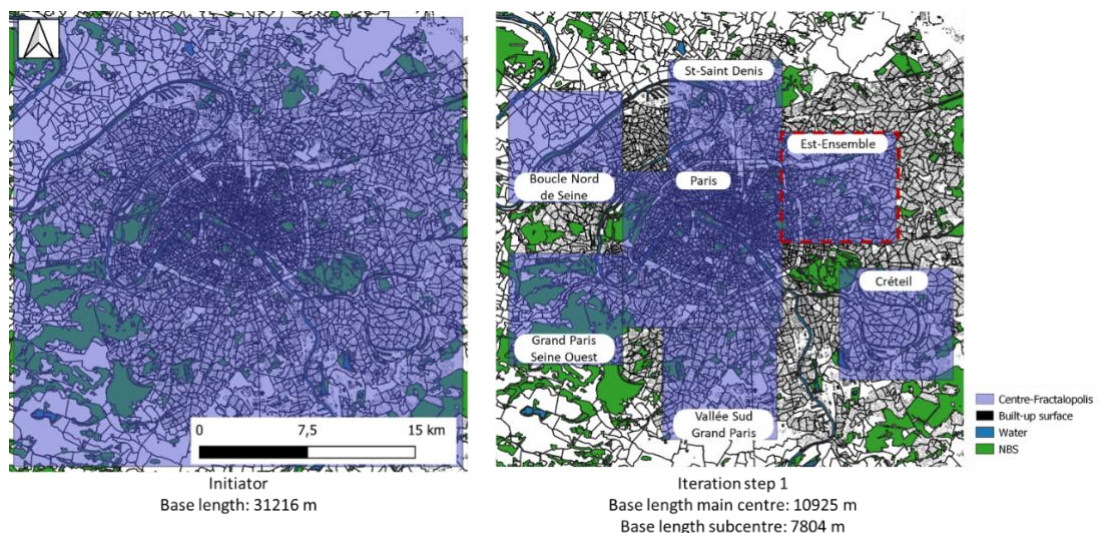 St-Saint Denis
Est-Ensemble
Boucle Nord
de Seine
Paris
Créteil
Grand Paris
Seine Ouest
Vallée Sud
Grand Paris
0
7,5
15 km
Centre-Fractalopolis
Built-up surface
Water
NBS
Initiator
Base length: 31216 m
Iteration step 1
Base length main centre: 10925 m
Base length subcentre: 7804 m